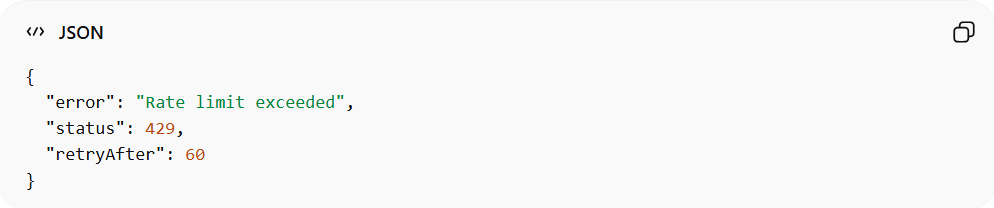 JSON
{
  "error": "Rate limit exceeded",
  "status": 429,
  "retryAfter": 60
}